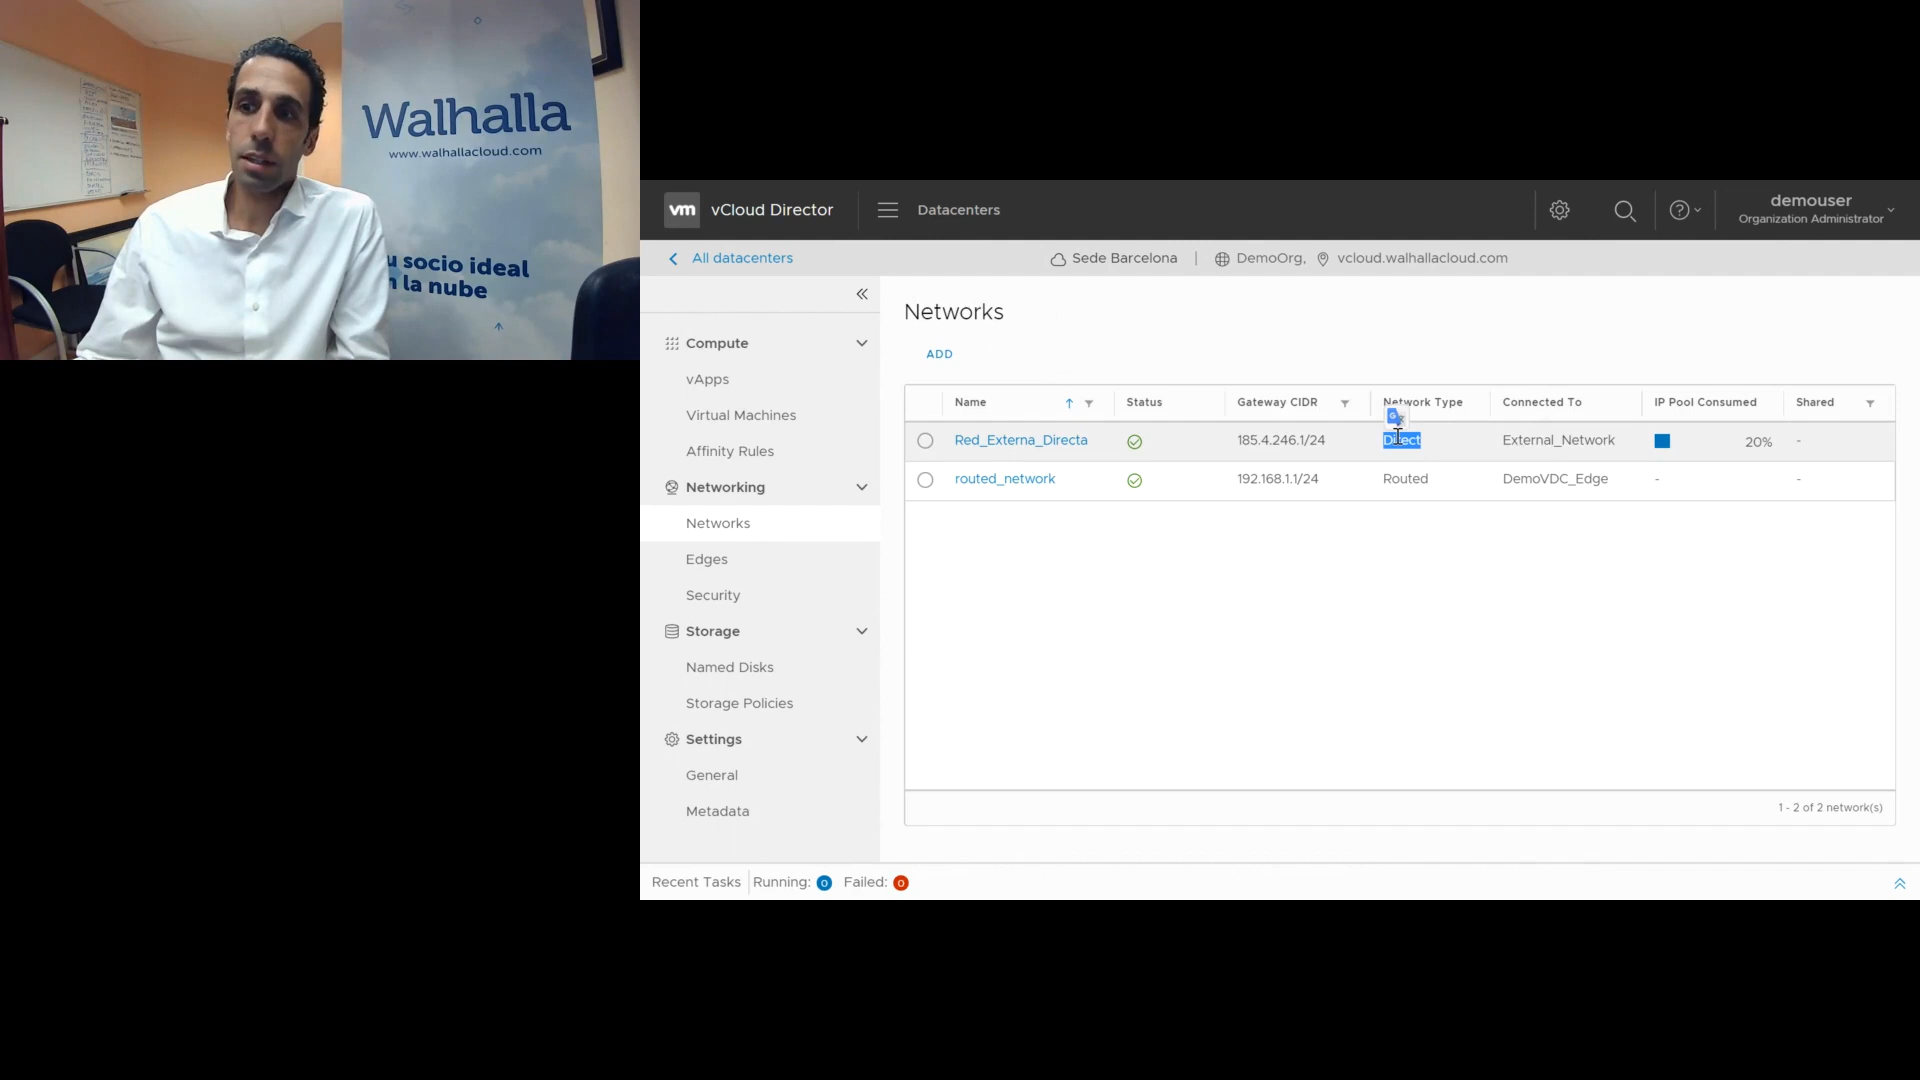 Walhalla
www.walhallacloud.com
u socio ideal
n la nube
vm vCloud Director
Datacenters
demouser
Organization Administrator
All datacenters
Sede Barcelona | DemoOrg, vcloud.walhallacloud.com
Compute
vApps
Virtual Machines
Affinity Rules
Networking
Networks
Edges
Security
Storage
Named Disks
Storage Policies
Settings
General
Metadata
Networks
ADD
Name Status Gateway CIDR Network Type Connected To IP Pool Consumed Shared
Red_Externa_Directa 185.4.246.1/24 Direct External_Network 20% -
routed_network 192.168.1.1/24 Routed DemoVDC_Edge - -
1 - 2 of 2 network(s)
Recent Tasks Running: 0 Failed: 0